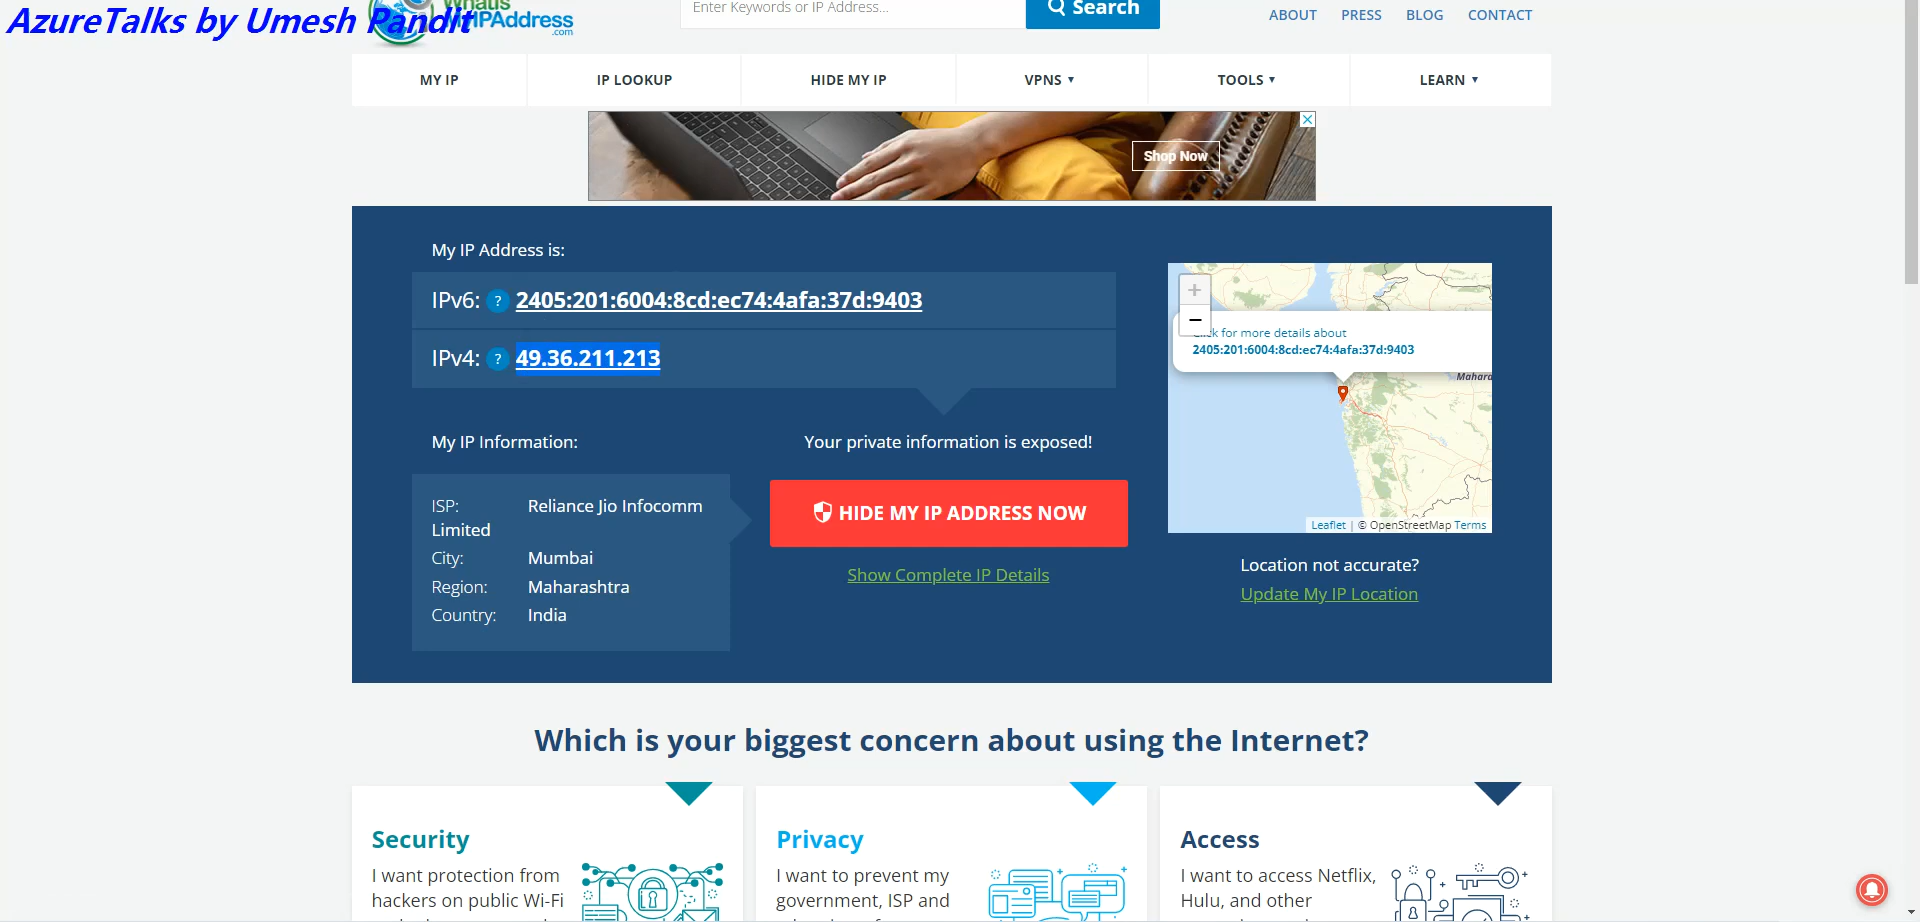 AzureTalks by Umesh Pandit
WhatIs
MyIPAddress
.com
Enter Keywords or IP Address...
Search
ABOUT PRESS BLOG CONTACT
MY IP IP LOOKUP HIDE MY IP VPNS ▼ TOOLS ▼ LEARN ▼
Shop Now
My IP Address is:
IPv6: ? 2405:201:6004:8cd:ec74:4afa:37d:9403
IPv4: ? 49.36.211.213
+
−
Click for more details about
2405:201:6004:8cd:ec74:4afa:37d:9403
Leaflet | © OpenStreetMap Terms
My IP Information:
ISP: Reliance Jio Infocomm
Limited
City: Mumbai
Region: Maharashtra
Country: India
Your private information is exposed!
HIDE MY IP ADDRESS NOW
Show Complete IP Details
Location not accurate?
Update My IP Location
Which is your biggest concern about using the Internet?
Security
I want protection from
hackers on public Wi-Fi
Privacy
I want to prevent my
government, ISP and
Access
I want to access Netflix,
Hulu, and other